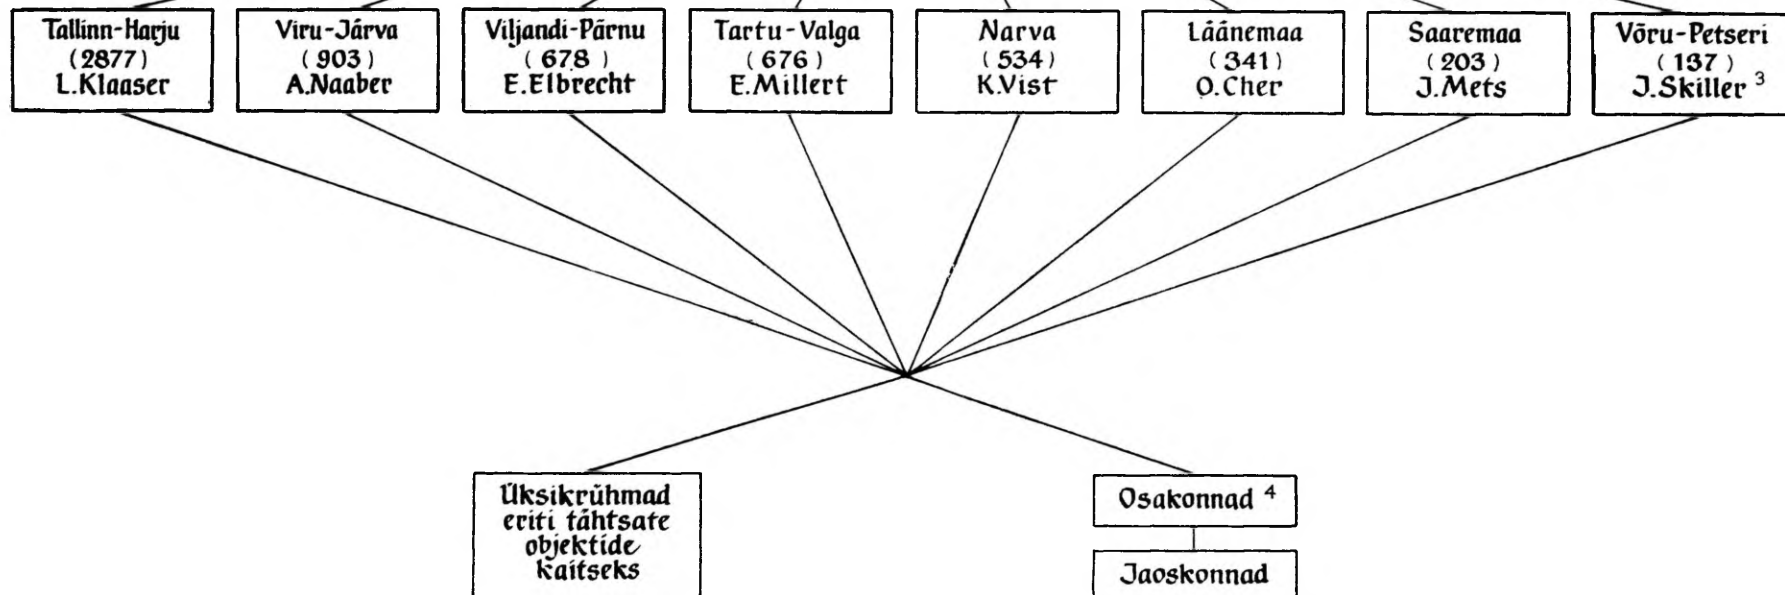 Tallinn-Harju
(2877)
L.Klaaser
Viru-Järva
(903)
A.Naaber
Viljandi-Pärnu
(678)
E.Elbrecht
Tartu-Valga
(676)
E.Millert
Narva
(534)
K.Vist
Läänemaa
(341)
O.Cher
Saaremaa
(203)
J.Mets
Võru-Petseri
(137)
J.Skiller ³
Üksikrühmad
eriti tähtsate
objektide
kaitseks
Osakonnad ⁴
Jaoskonnad